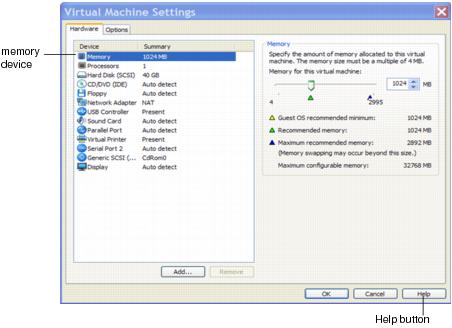 Virtual Machine Settings
Hardware Options
memory device
Device Summary
Memory 1024 MB
Processors 1
Hard Disk (SCSI) 40 GB
CD/DVD (IDE) Auto detect
Floppy Auto detect
Network Adapter NAT
USB Controller Present
Sound Card Auto detect
Parallel Port Auto detect
Virtual Printer Present
Serial Port 2 Auto detect
Generic SCSI (... CdRom0
Display Auto detect
Add... Remove
Memory
Specify the amount of memory allocated to this virtual
machine. The memory size must be a multiple of 4 MB.
Memory for this virtual machine:
1024 MB
4 2995
Guest OS recommended minimum: 1024 MB
Recommended memory: 1024 MB
Maximum recommended memory: 2892 MB
(Memory swapping may occur beyond this size.)
Maximum configurable memory: 32768 MB
OK Cancel Help
Help button